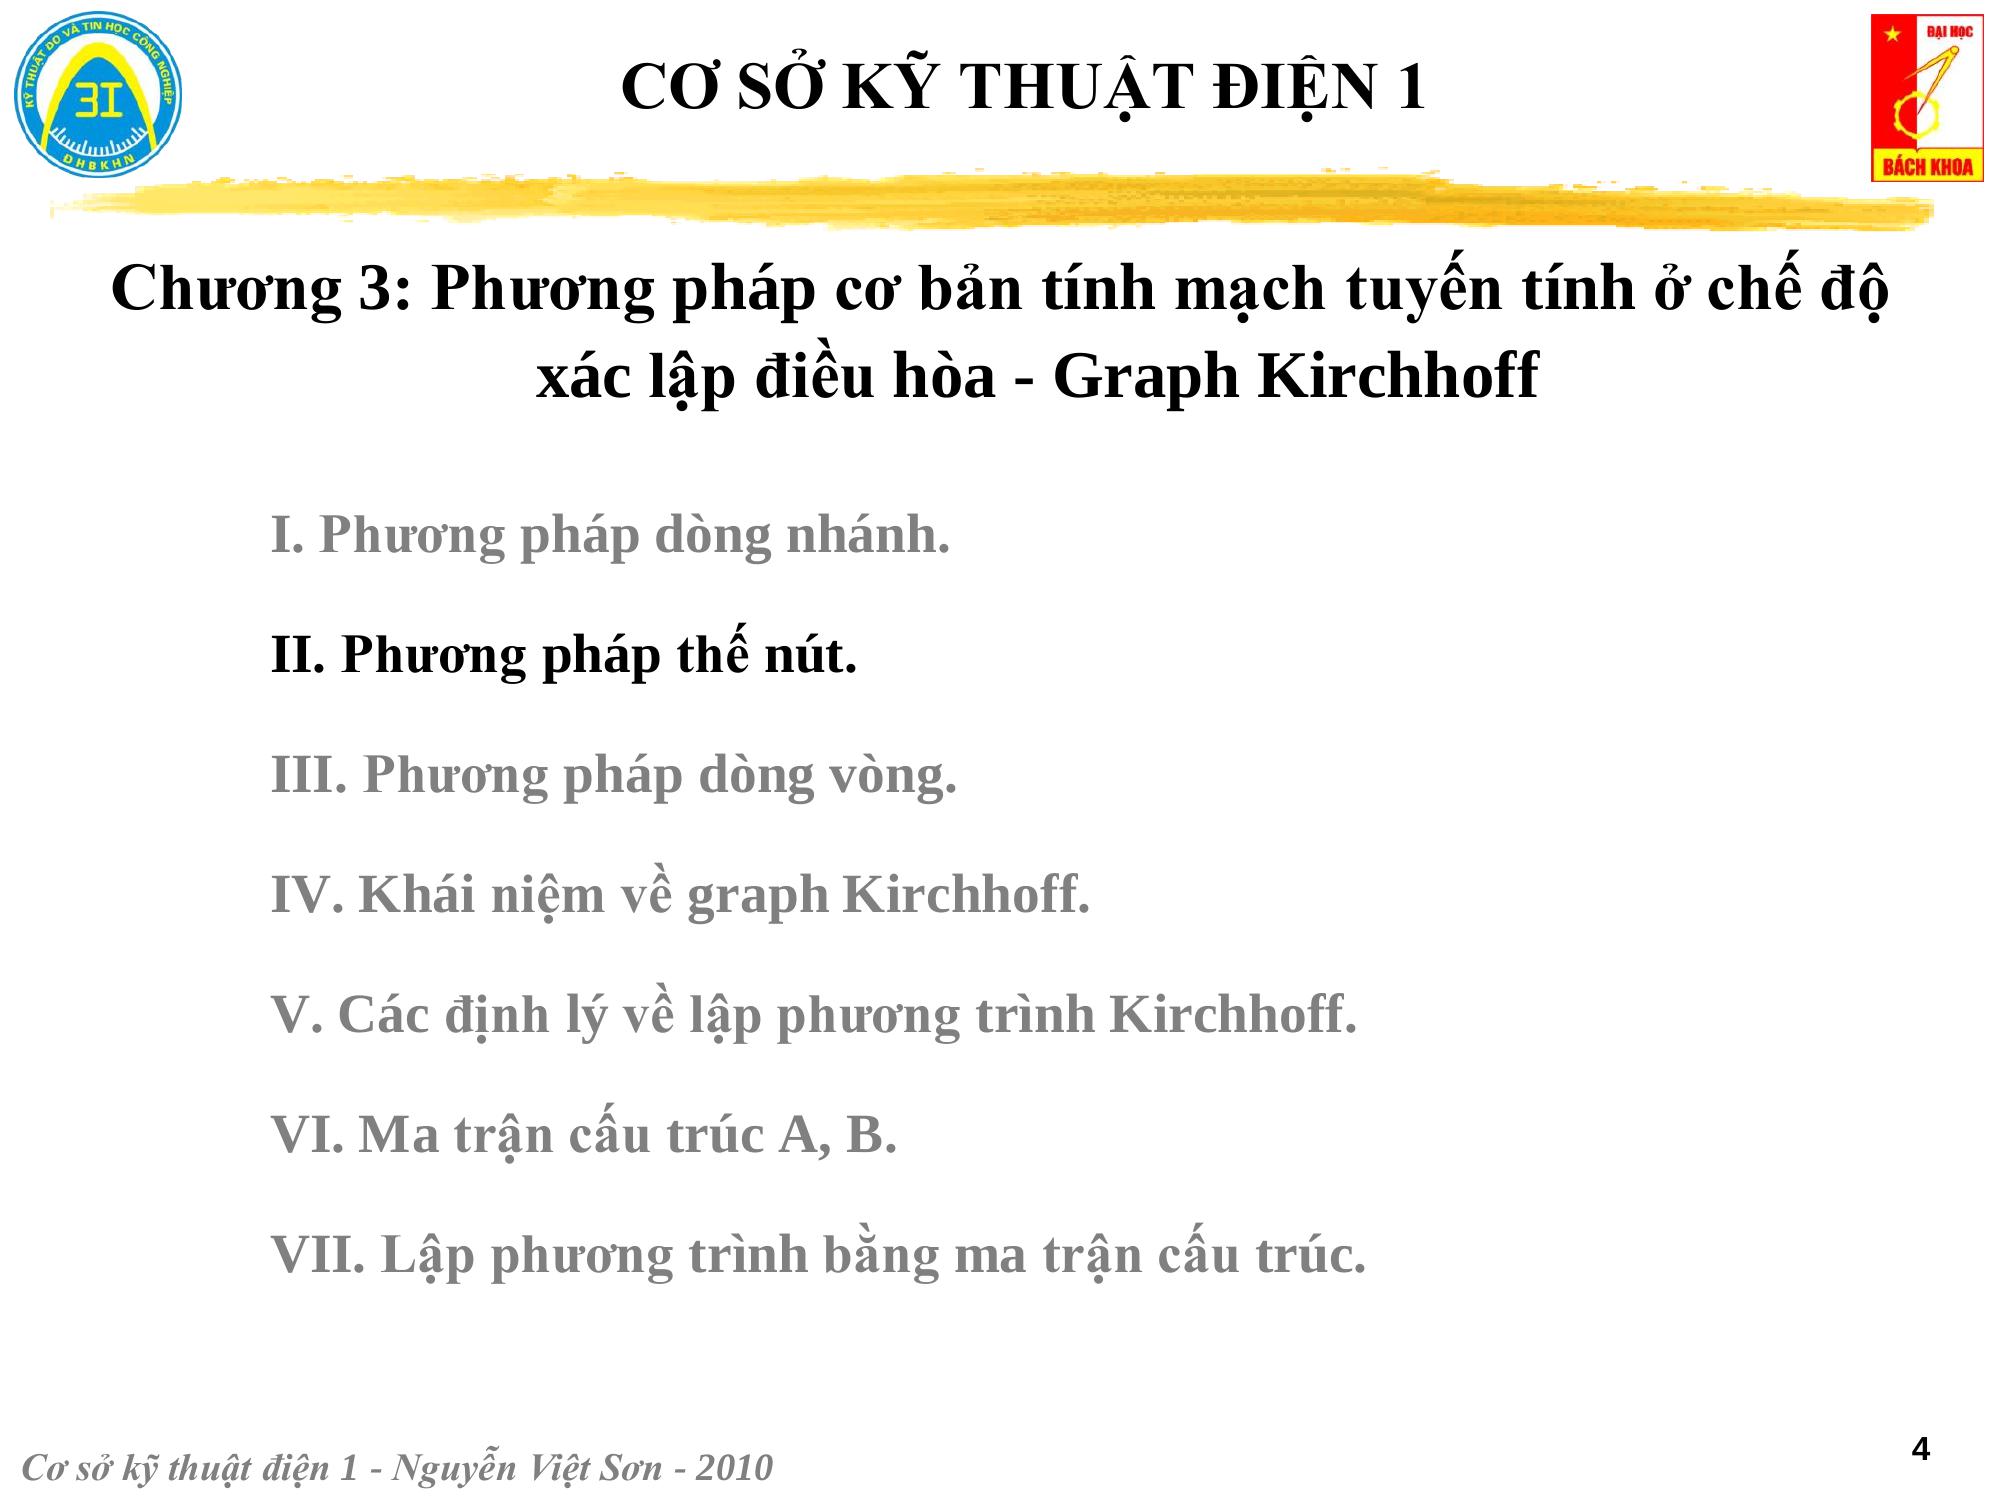 KỸ THUẬT ĐO VÀ TIN HỌC CÔNG NGHIỆP
3I
ĐHBKHN
CƠ SỞ KỸ THUẬT ĐIỆN 1
ĐẠI HỌC
BÁCH KHOA
Chương 3: Phương pháp cơ bản tính mạch tuyến tính ở chế độ
xác lập điều hòa - Graph Kirchhoff
I. Phương pháp dòng nhánh.
II. Phương pháp thế nút.
III. Phương pháp dòng vòng.
IV. Khái niệm về graph Kirchhoff.
V. Các định lý về lập phương trình Kirchhoff.
VI. Ma trận cấu trúc A, B.
VII. Lập phương trình bằng ma trận cấu trúc.
Cơ sở kỹ thuật điện 1 - Nguyễn Việt Sơn - 2010
4